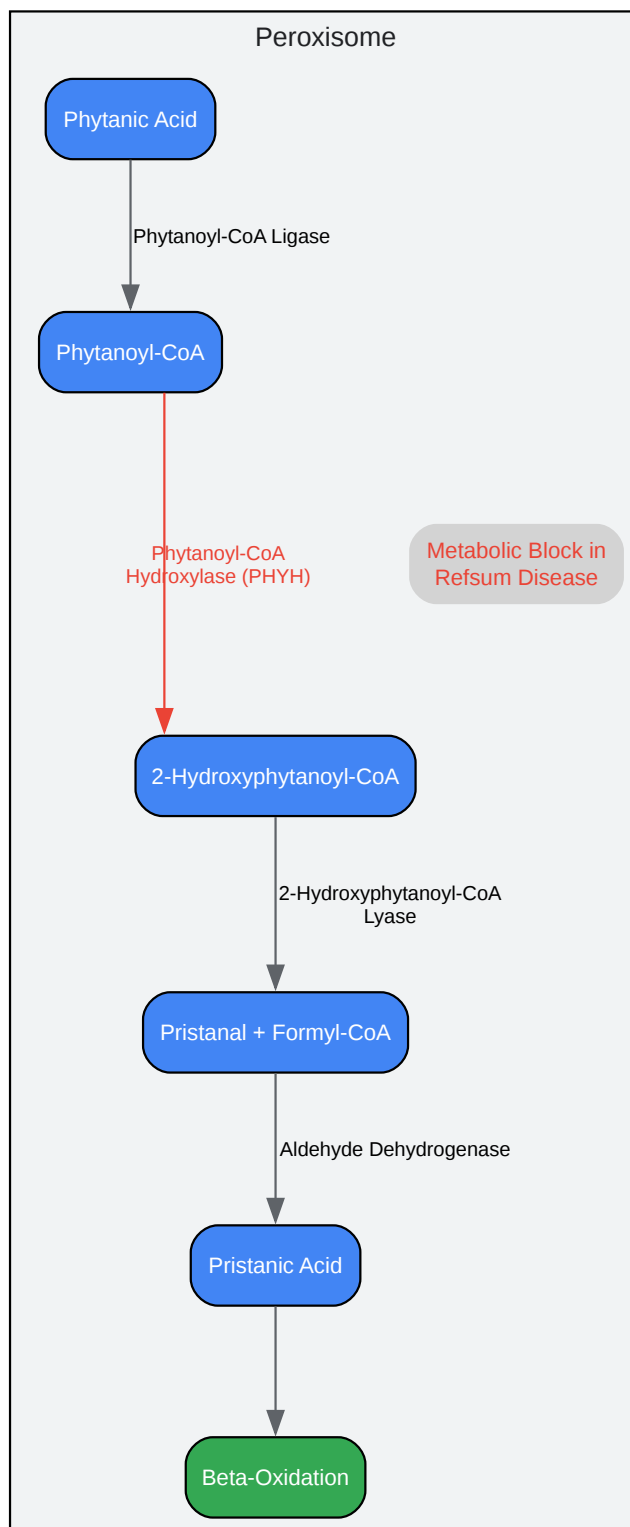 Peroxisome
Phytanic Acid
Phytanoyl-CoA Ligase
Phytanoyl-CoA
Phytanoyl-CoA
Hydroxylase (PHYH)
Metabolic Block in
Refsum Disease
2-Hydroxyphytanoyl-CoA
2-Hydroxyphytanoyl-CoA
Lyase
Pristanal + Formyl-CoA
Aldehyde Dehydrogenase
Pristanic Acid
Beta-Oxidation